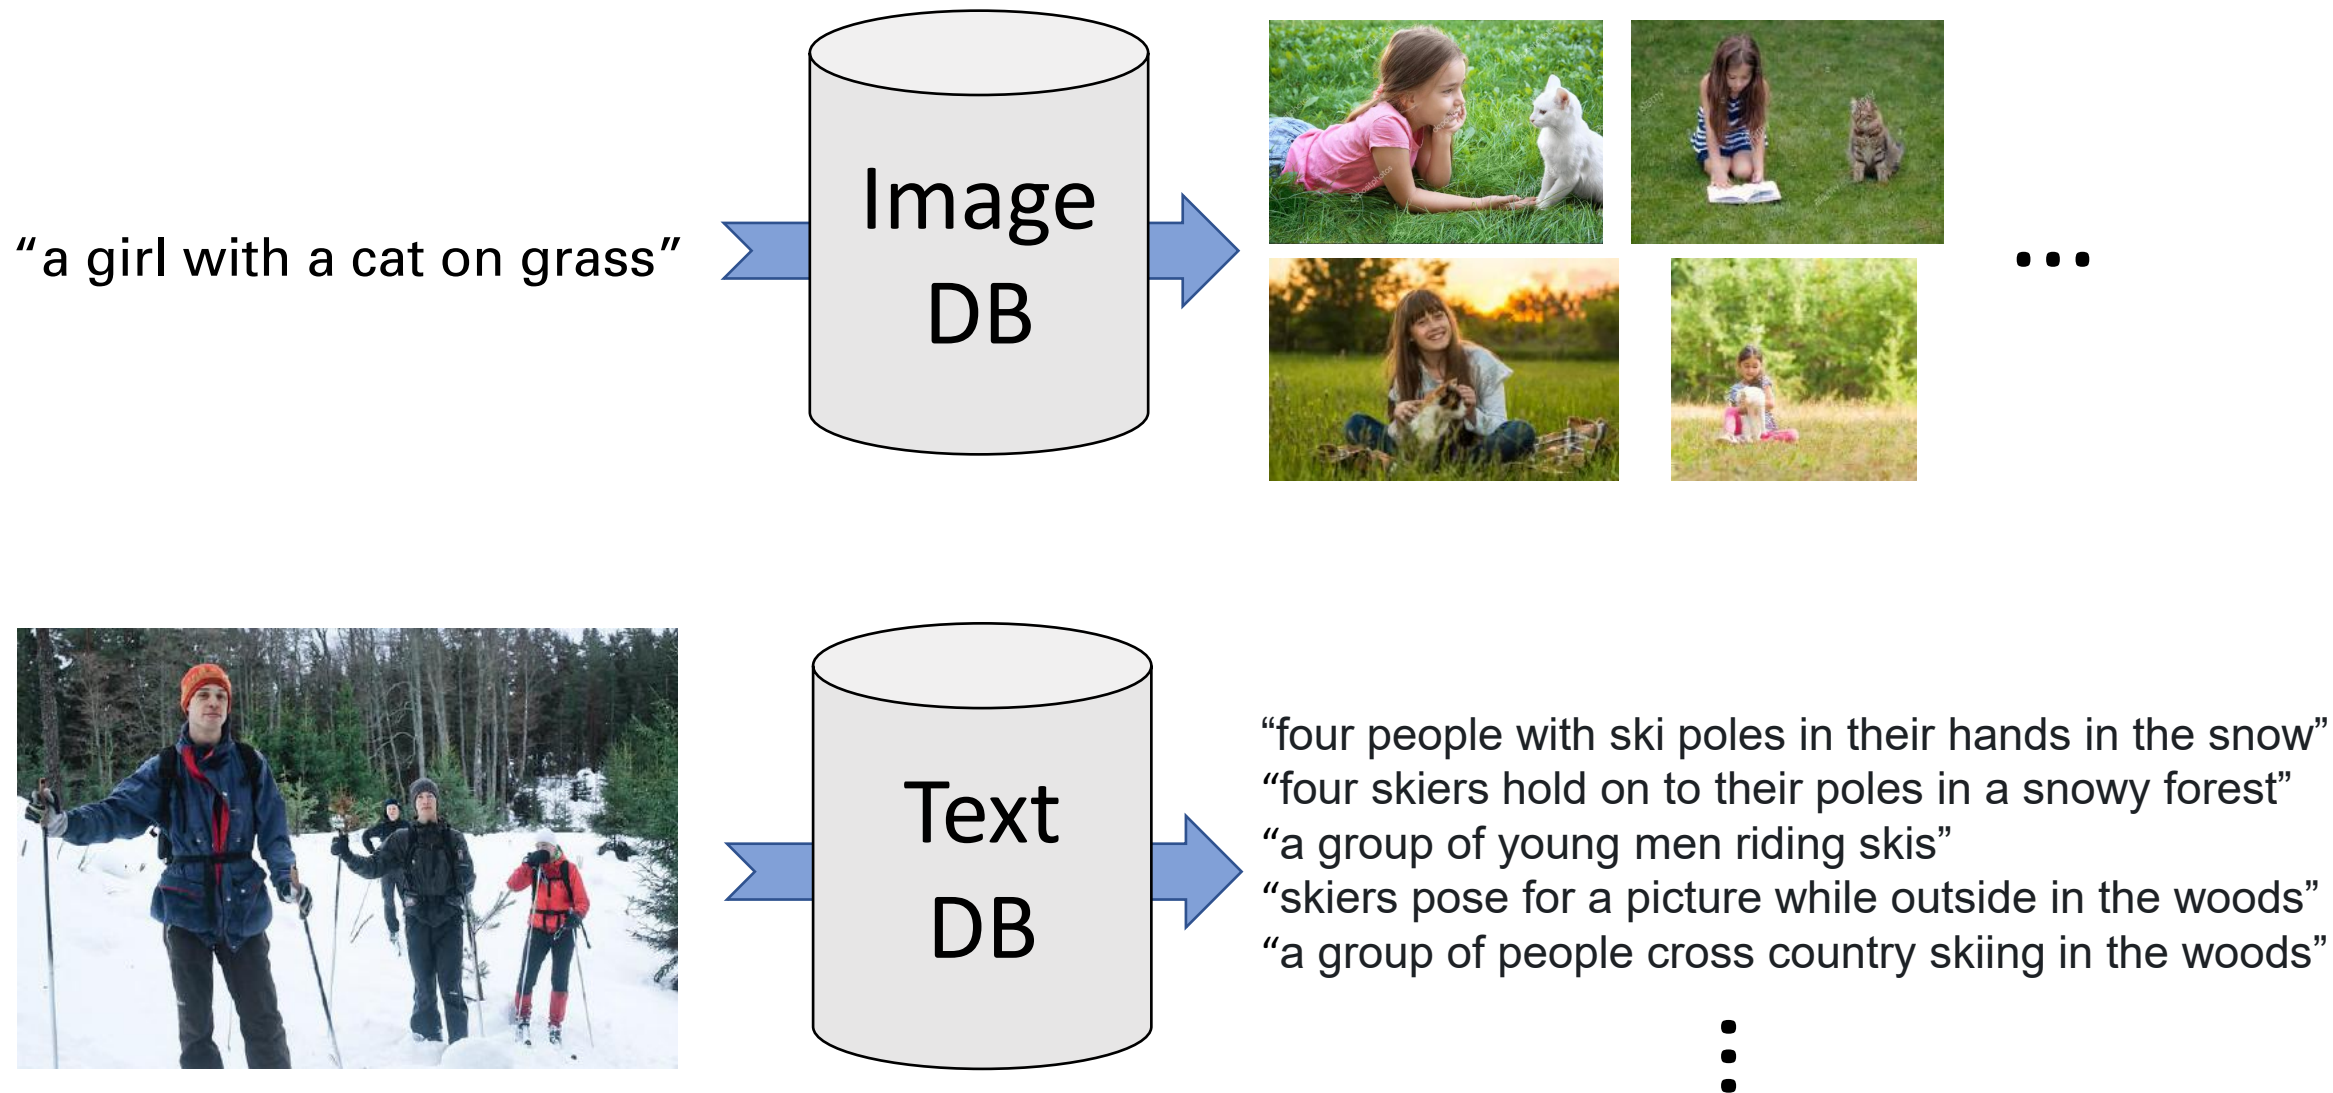 “a girl with a cat on grass”
Image
DB
depositphotos
Text
DB
“four people with ski poles in their hands in the snow”
“four skiers hold on to their poles in a snowy forest”
“a group of young men riding skis”
“skiers pose for a picture while outside in the woods”
“a group of people cross country skiing in the woods”